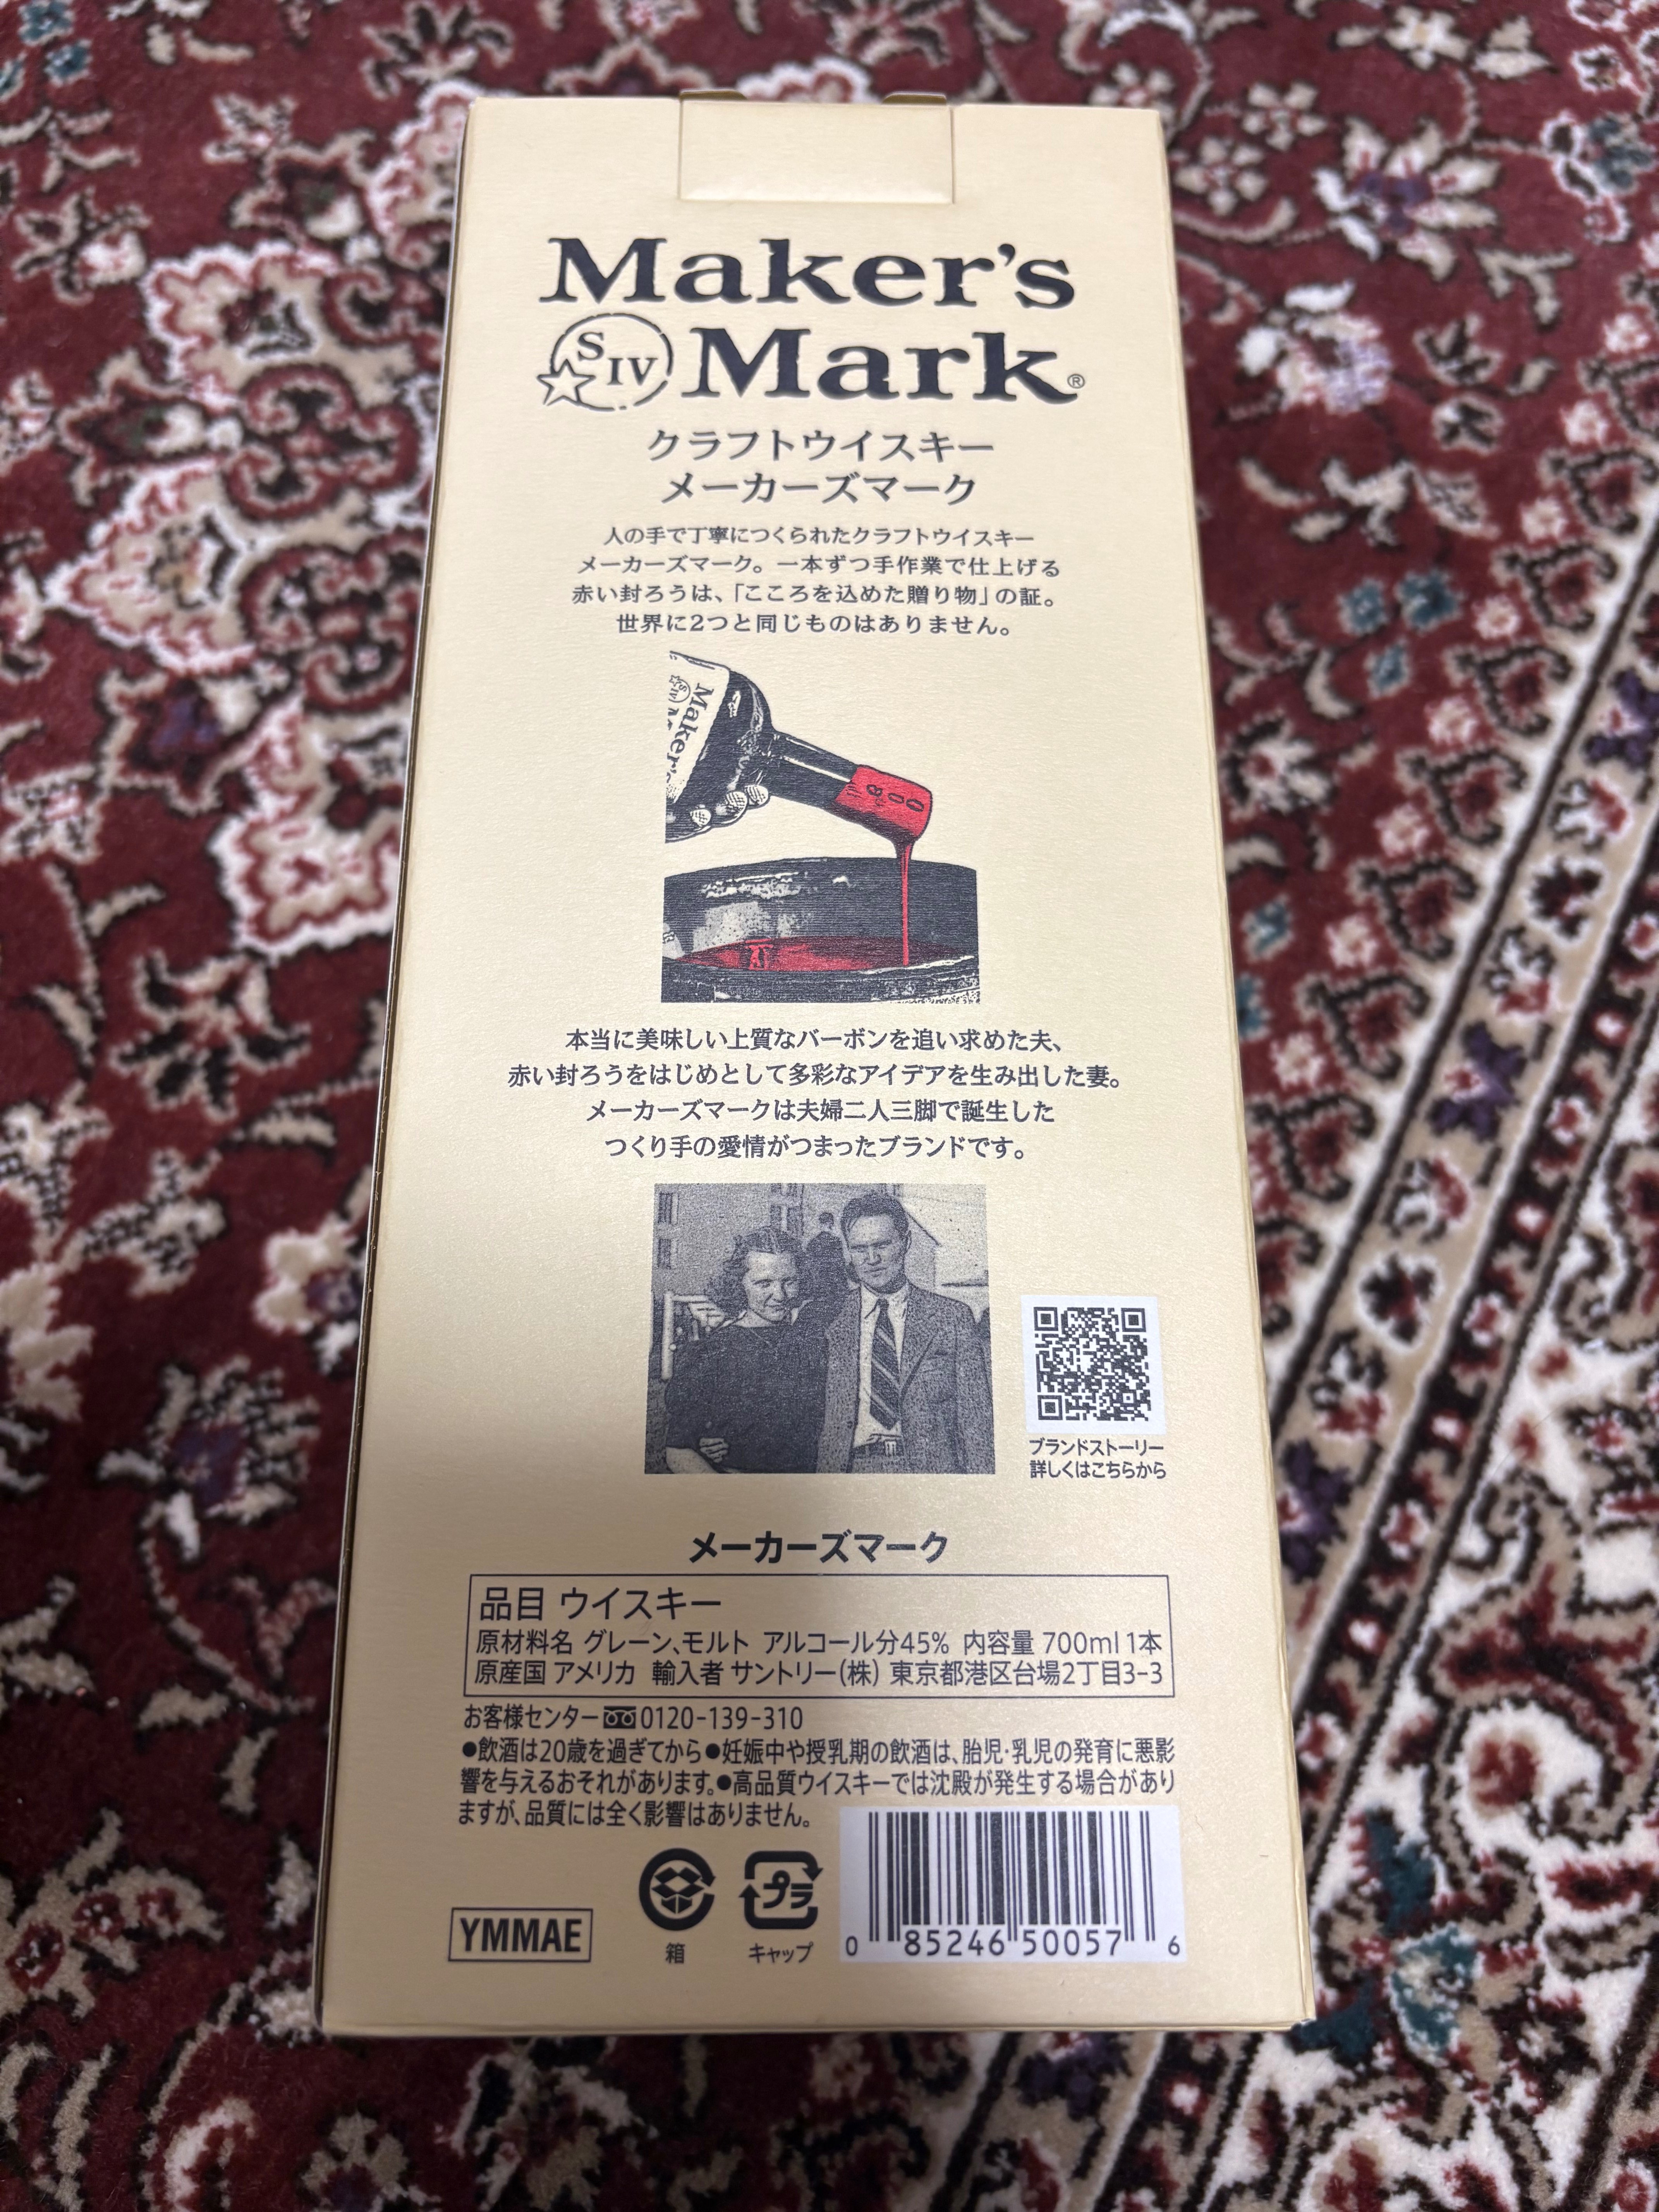 Maker's
SIV Mark®
クラフトウイスキー
メーカーズマーク
人の手で丁寧につくられたクラフトウイスキー
メーカーズマーク。一本ずつ手作業で仕上げる
赤い封ろうは、「こころを込めた贈り物」の証。
世界に2つと同じものはありません。
本当に美味しい上質なバーボンを追い求めた夫、
赤い封ろうをはじめとして多彩なアイデアを生み出した妻。
メーカーズマークは夫婦二人三脚で誕生した
つくり手の愛情がつまったブランドです。
ブランドストーリー
詳しくはこちらから
メーカーズマーク
品目 ウイスキー
原材料名 グレーン、モルト アルコール分45% 内容量 700ml 1本
原産国 アメリカ 輸入者 サントリー(株) 東京都港区台場2丁目3-3
お客様センター 0120-139-310
●飲酒は20歳を過ぎてから●妊娠中や授乳期の飲酒は、胎児・乳児の発育に悪影
響を与えるおそれがあります。●高品質ウイスキーでは沈殿が発生する場合があり
ますが、品質には全く影響はありません。
YMMAE
箱
プラ
キャップ
0 85246 50057 6